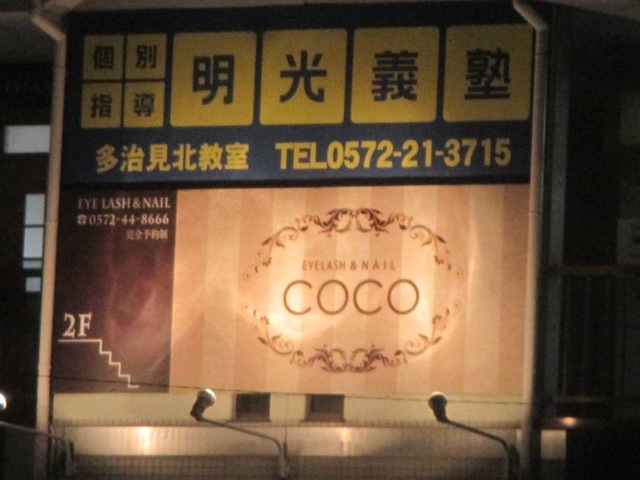 個別
指導
明光義塾
多治見北教室 TEL0572-21-3715
EYE LASH & NAIL
☎0572-44-8666
完全予約制
2F
EYELASH & NAIL
COCO